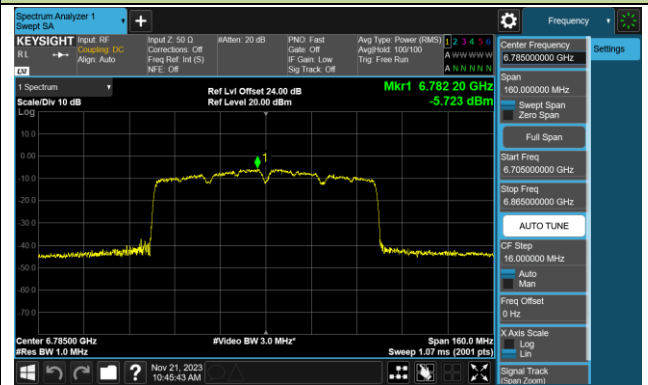 Spectrum Analyzer 1
Swept SA
Frequency
KEYSIGHT
Input: RF
Input Z: 50 Ω
#Atten: 20 dB
PNO: Fast
Avg Type: Power (RMS)
1 2 3 4 5 6
RL
Coupling: DC
Corrections: Off
Gate: Off
Avg|Hold: 100/100
A W W W W W
Align: Auto
Freq Ref: Int (S)
IF Gain: Low
Trig: Free Run
NFE: Off
Sig Track: Off
A N N N N N
LXI
Center Frequency
6.785000000 GHz
Settings
Span
160.000000 MHz
Swept Span
Zero Span
Full Span
Start Freq
6.705000000 GHz
Stop Freq
6.865000000 GHz
AUTO TUNE
CF Step
16.000000 MHz
Auto
Man
Freq Offset
0 Hz
X Axis Scale
Log
Lin
Signal Track
(Span Zoom)
1 Spectrum
Ref Lvl Offset 24.00 dB
Mkr1 6.782 20 GHz
Scale/Div 10 dB
Ref Level 20.00 dBm
-5.723 dBm
Log
10.0
0.00
1
-10.0
-20.0
-30.0
-40.0
-50.0
-60.0
-70.0
Center 6.78500 GHz
#Video BW 3.0 MHz*
Span 160.0 MHz
#Res BW 1.0 MHz
Sweep 1.07 ms (2001 pts)
?
Nov 21, 2023
10:45:43 AM